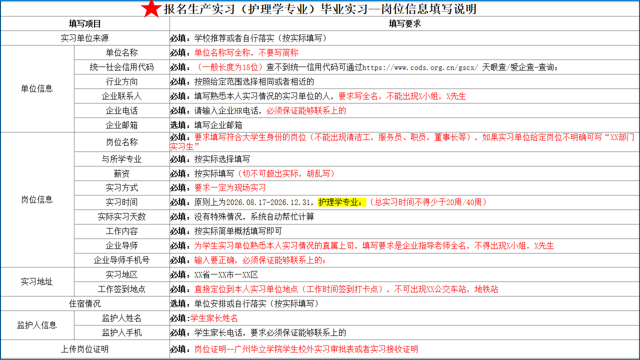 报名生产实习（护理学专业）毕业实习--岗位信息填写说明
填写项目 填写要求
实习单位来源 必填：学校推荐或者自行落实（按实际填写）
单位信息
单位名称 必填：单位名称写全称，不要写简称
统一社会信用代码 必填：（一般长度为18位）查不到统一信用代码可通过https://www.cods.org.cn/gscx/ 天眼查/爱企查-查询；
行业方向 必填：按照给定范围选择相同或者相近的
企业联系人 必填：填写熟悉本人实习情况的实习单位的人，要求写全名，不能出现X小姐，X先生
企业电话 必填：请输入企业HR电话，必须保证能够联系上的
企业邮箱 选填：填写企业邮箱
岗位信息
岗位名称 必填：要求填写符合大学生身份的岗位（不能出现清洁工，服务员、职员、董事长等），如果实习单位给定岗位不明确可写“XX部门实习生”
与所学专业 必填：按实际选择填写
薪资 必填：按实际填写（切不可超出实际，胡乱写）
实习方式 必填：要求一定为现场实习
实习时间 必填：原则上为2026.08.17-2026.12.31，护理学专业：（总实习时间不得少于20周/40周）
实际实习天数 必填：没有特殊情况，系统自动帮忙计算
工作内容 必填：按实际简单概括填写即可
企业导师 必填：为学生实习单位熟悉本人实习情况的直属上司，填写要求是企业指导老师全名，不得出现X小姐，X先生
企业导师手机号 必填：输入要正确，必须保证能够联系上的；
实习地址
实习地区 必填：XX省--XX市--XX区
工作签到地点 必填：直接定位到本人实习单位地点（工作时间签到打卡点），不可出现XX公交车站，地铁站
住宿情况 选填：单位安排或自行落实（按实际填写）
监护人信息
监护人姓名 必填：学生家长姓名
监护人手机 必填：学生家长电话，要求必须保证能够联系上的
上传岗位证明 必填：岗位证明--广州华立学院学生校外实习审批表或者实习接收证明